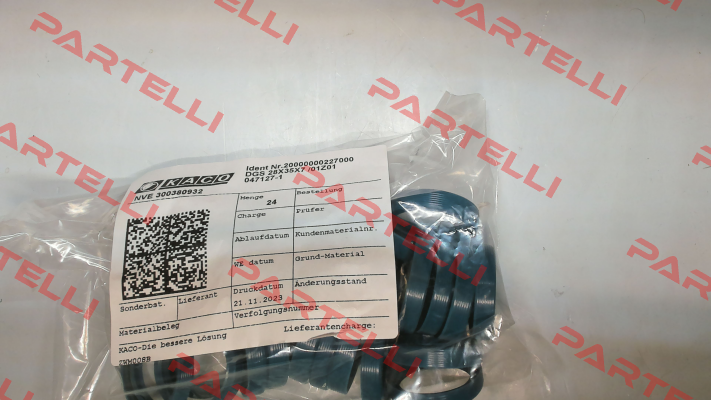 KACO
Ident Nr.20000000227000
DGS 28X35X7 /01Z01
047127-1
NVE 300380932
Menge
24
Bestellung
Charge
Prüfer
Ablaufdatum
Kundenmaterialnr.
WE datum
Grund-Material
Sonderbst.
Lieferant
Druckdatum
21.11.2023
Änderungsstand
Materialbeleg
Verfolgungsnummer
KACO-Die bessere Lösung
Lieferantencharge:
ZWM008B
PARTELLI
PARTELLI
PARTELLI
PARTELLI
PARTELLI
PARTELLI
PARTELLI